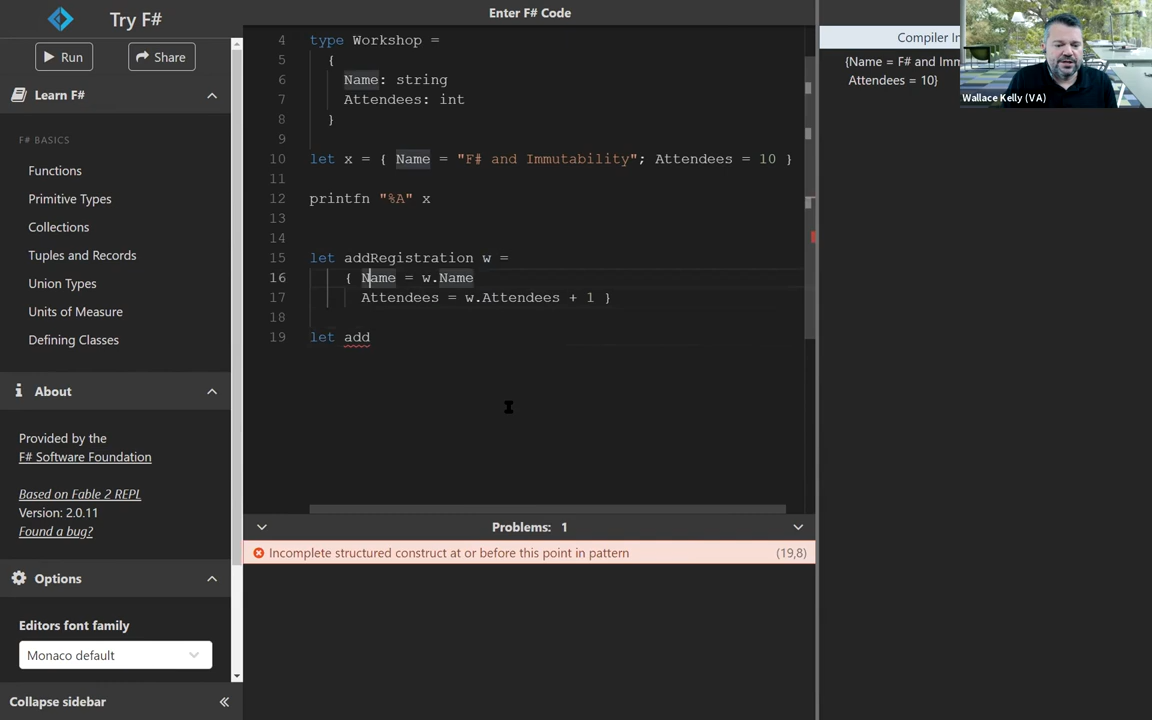 Try F#
Enter F# Code
Run
Share
Learn F#
F# BASICS
Functions
Primitive Types
Collections
Tuples and Records
Union Types
Units of Measure
Defining Classes
About
Provided by the
F# Software Foundation
Based on Fable 2 REPL
Version: 2.0.11
Found a bug?
Options
Editors font family
Monaco default
Collapse sidebar
4 type Workshop =
5 {
6 Name: string
7 Attendees: int
8 }
9
10 let x = { Name = "F# and Immutability"; Attendees = 10 }
11
12 printfn "%A" x
13
14
15 let addRegistration w =
16 { Name = w.Name
17 Attendees = w.Attendees + 1 }
18
19 let add
Problems: 1
Incomplete structured construct at or before this point in pattern (19,8)
Compiler In
{Name = F# and Imm
Attendees = 10}
Wallace Kelly (VA)